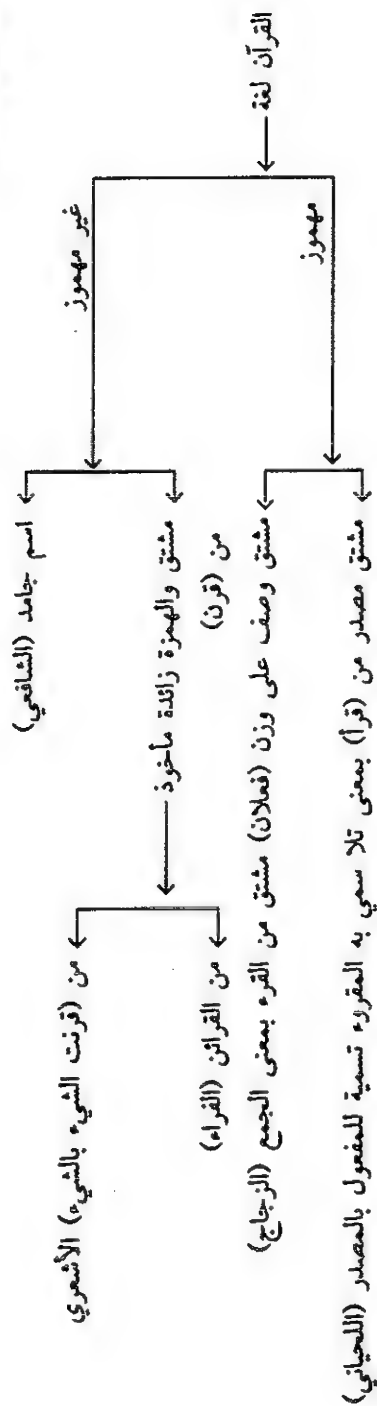 القرآن لغة
مهموز
مشتق مصدر من (قرأ) بمعنى تلا سمي به المقروء تسمية للمفعول بالمصدر (اللحياني)
مشتق وصف على وزن (فعلان) مشتق من القرء بمعنى الجمع (الزجاج)
غير مهموز
مشتق والهمزة زائدة مأخوذ
من (قرن)
من القرائن (الفراء)
من (قرنت الشيء بالشيء) الأشعري
اسم جامد (الشافعي)